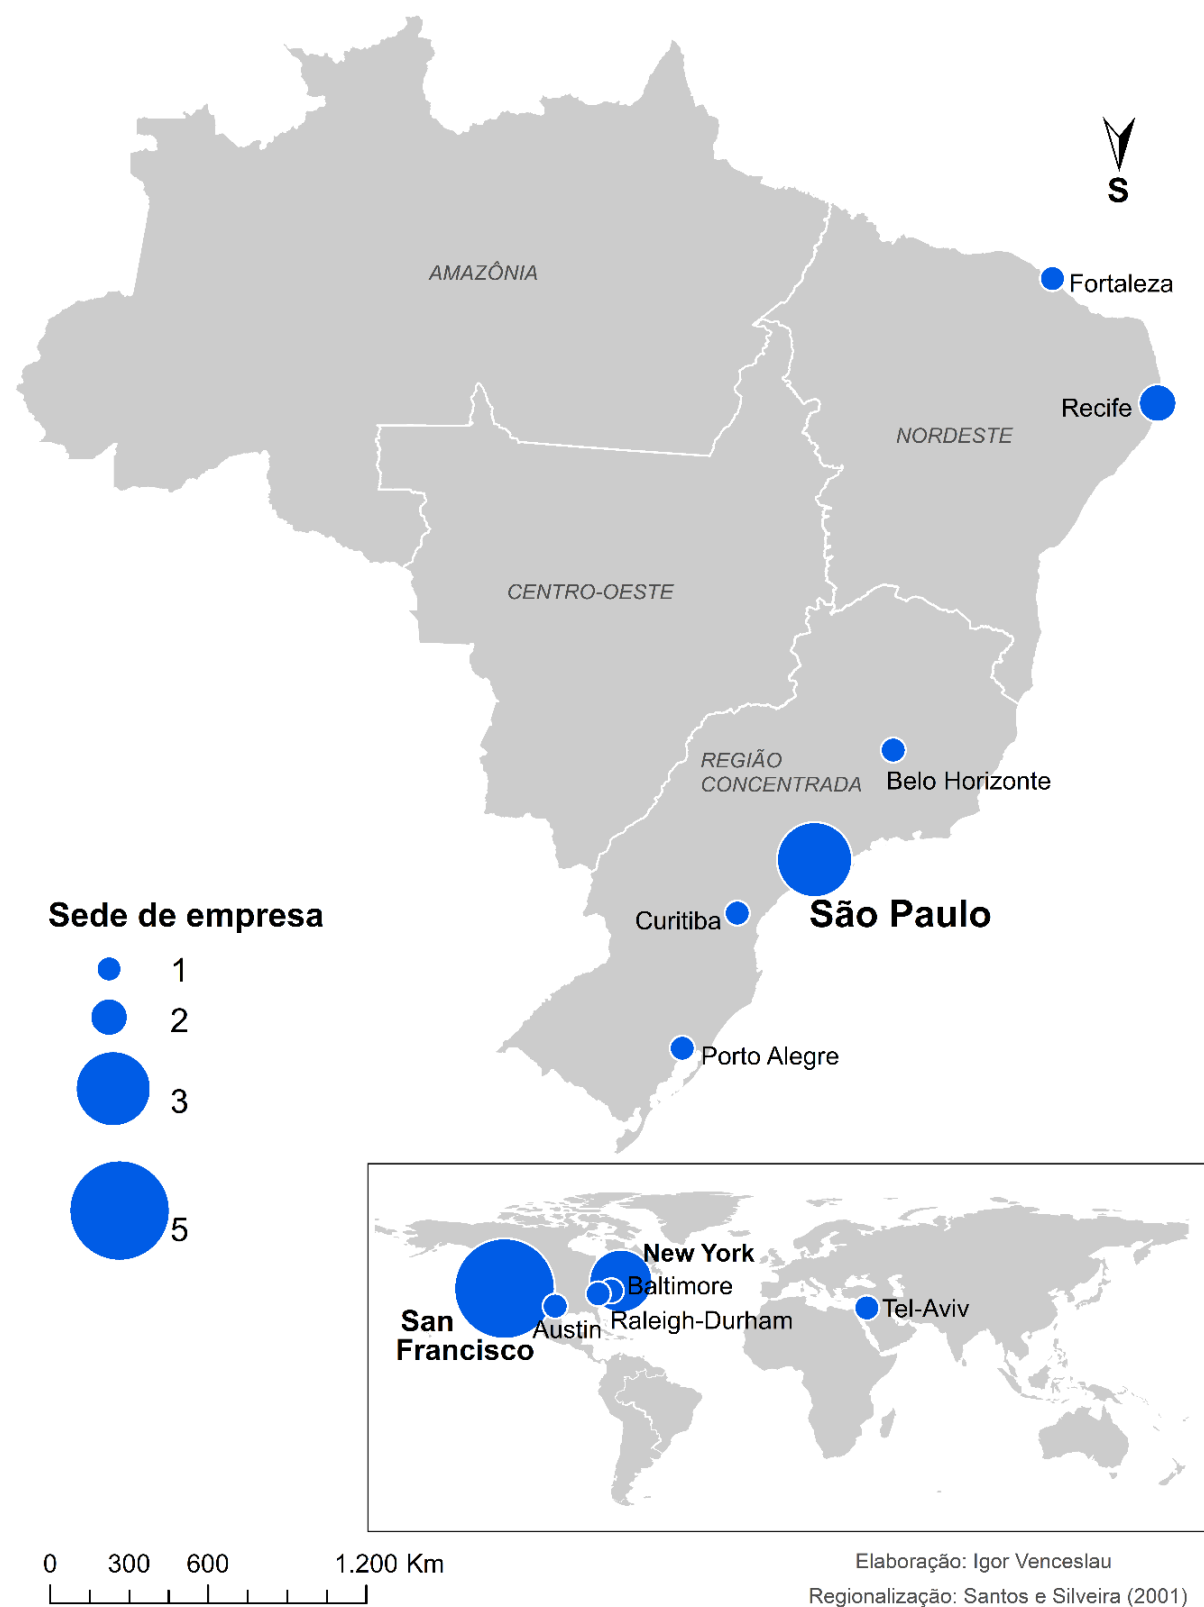 S
AMAZÔNIA
Fortaleza
Recife
NORDESTE
CENTRO-OESTE
REGIÃO
CONCENTRADA
Belo Horizonte
São Paulo
Curitiba
Porto Alegre
Sede de empresa
1
2
3
5
New York
Baltimore
Raleigh-Durham
Austin
San
Francisco
Tel-Aviv
0 300 600 1.200 Km
Elaboração: Igor Venceslau
Regionalização: Santos e Silveira (2001)